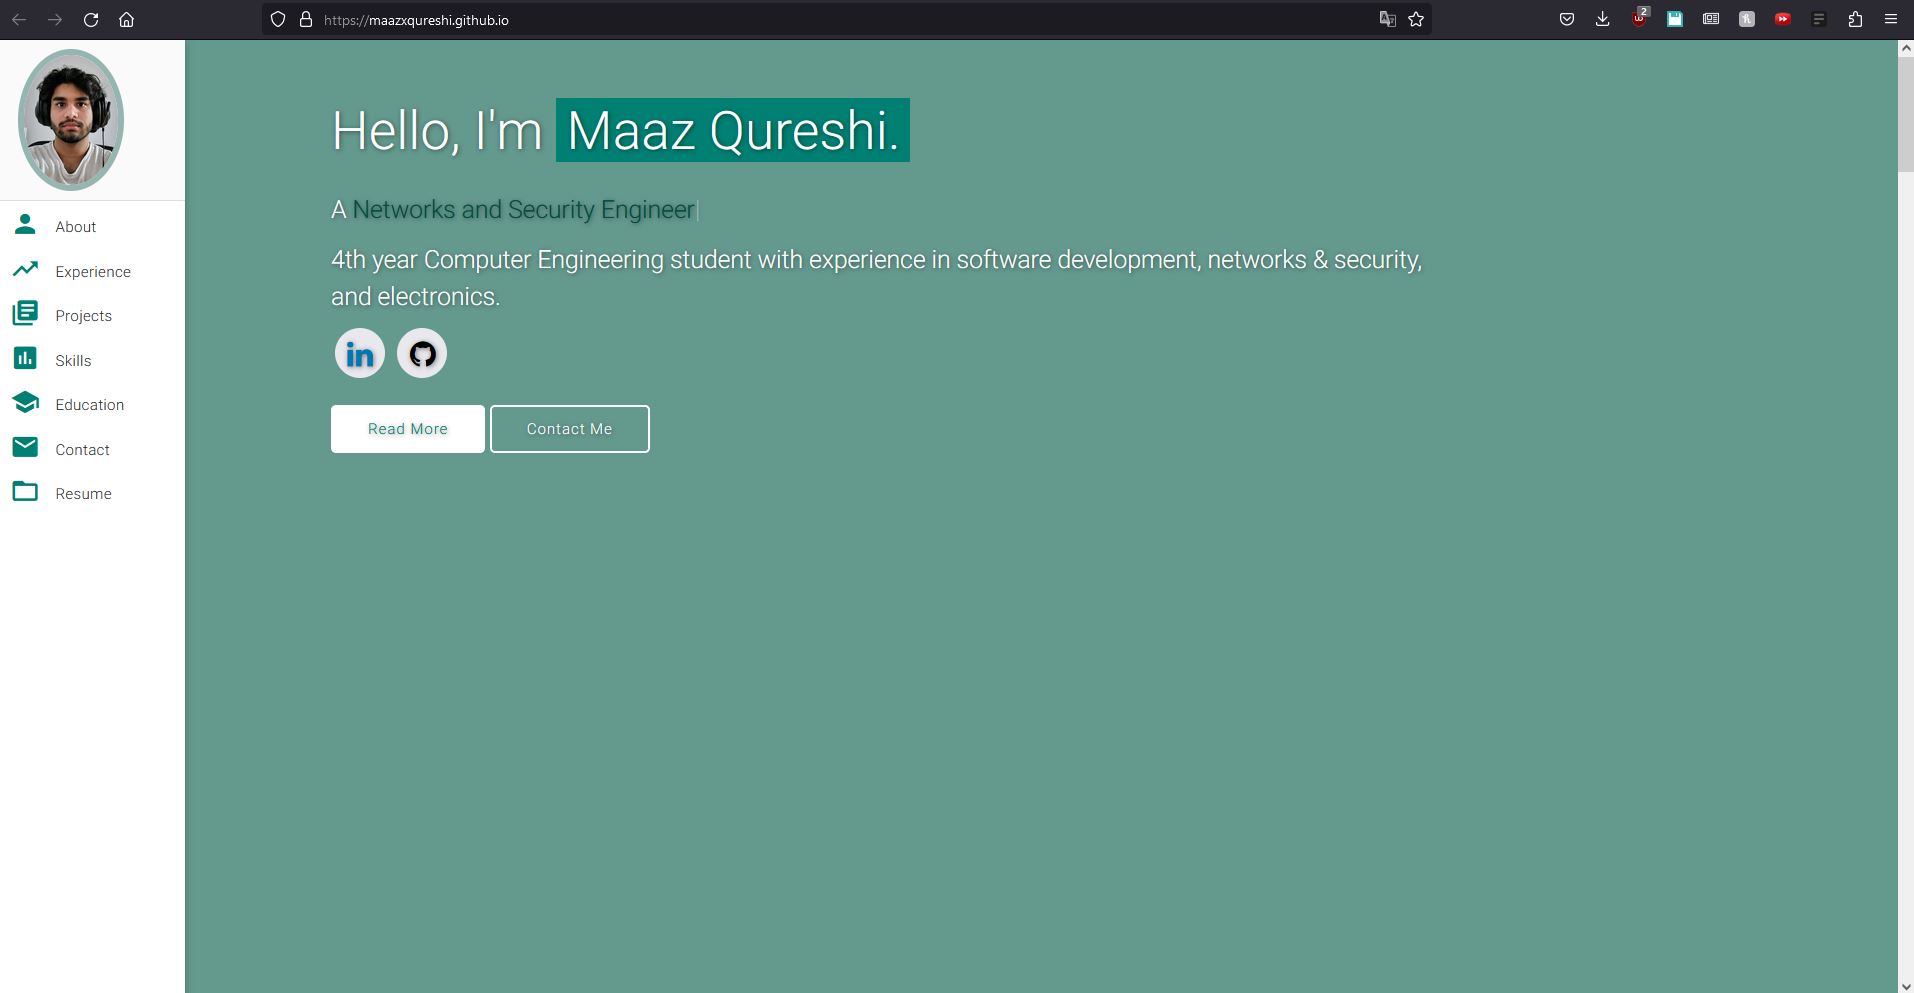 https://maazxqureshi.github.io
2
Hello, I'm Maaz Qureshi.
A Networks and Security Engineer
4th year Computer Engineering student with experience in software development, networks & security,
and electronics.
in
Read More
Contact Me
About
Experience
Projects
Skills
Education
Contact
Resume